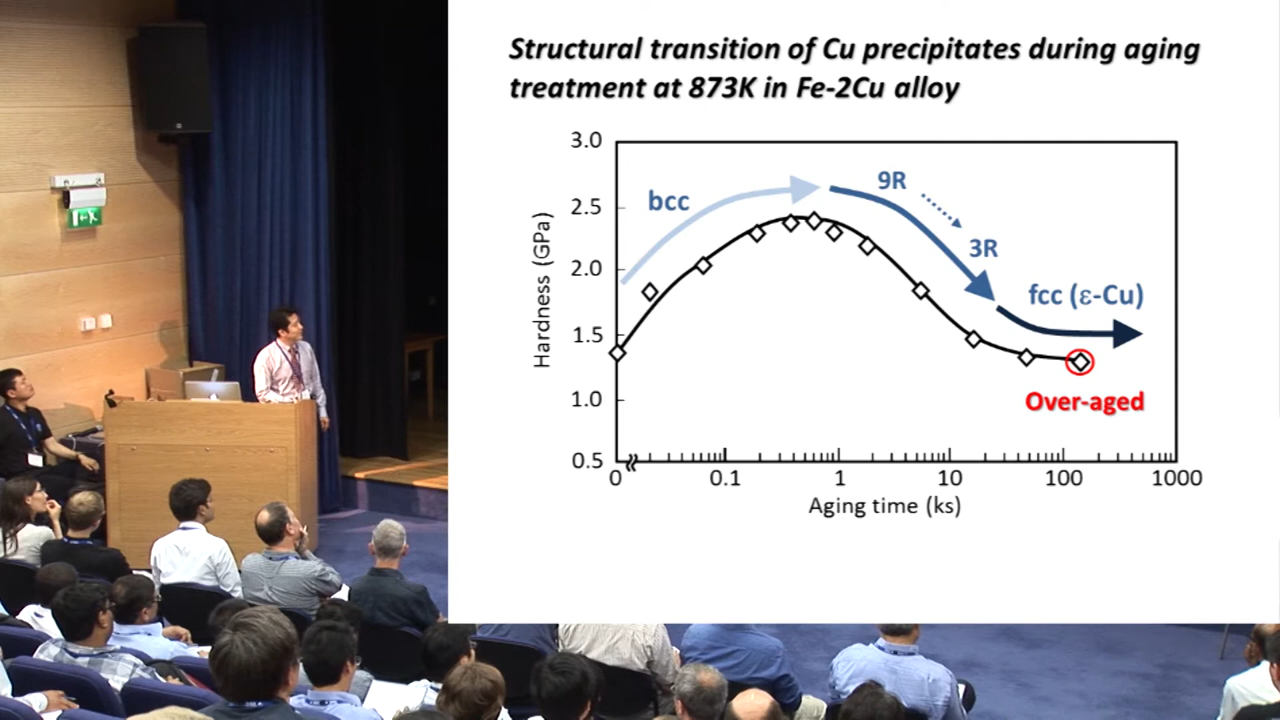 Structural transition of Cu precipitates during aging
treatment at 873K in Fe-2Cu alloy
3.0
2.5
2.0
1.5
1.0
0.5
Hardness (GPa)
bcc
9R
3R
fcc (ε-Cu)
Over-aged
0
0.1
1
10
100
1000
Aging time (ks)